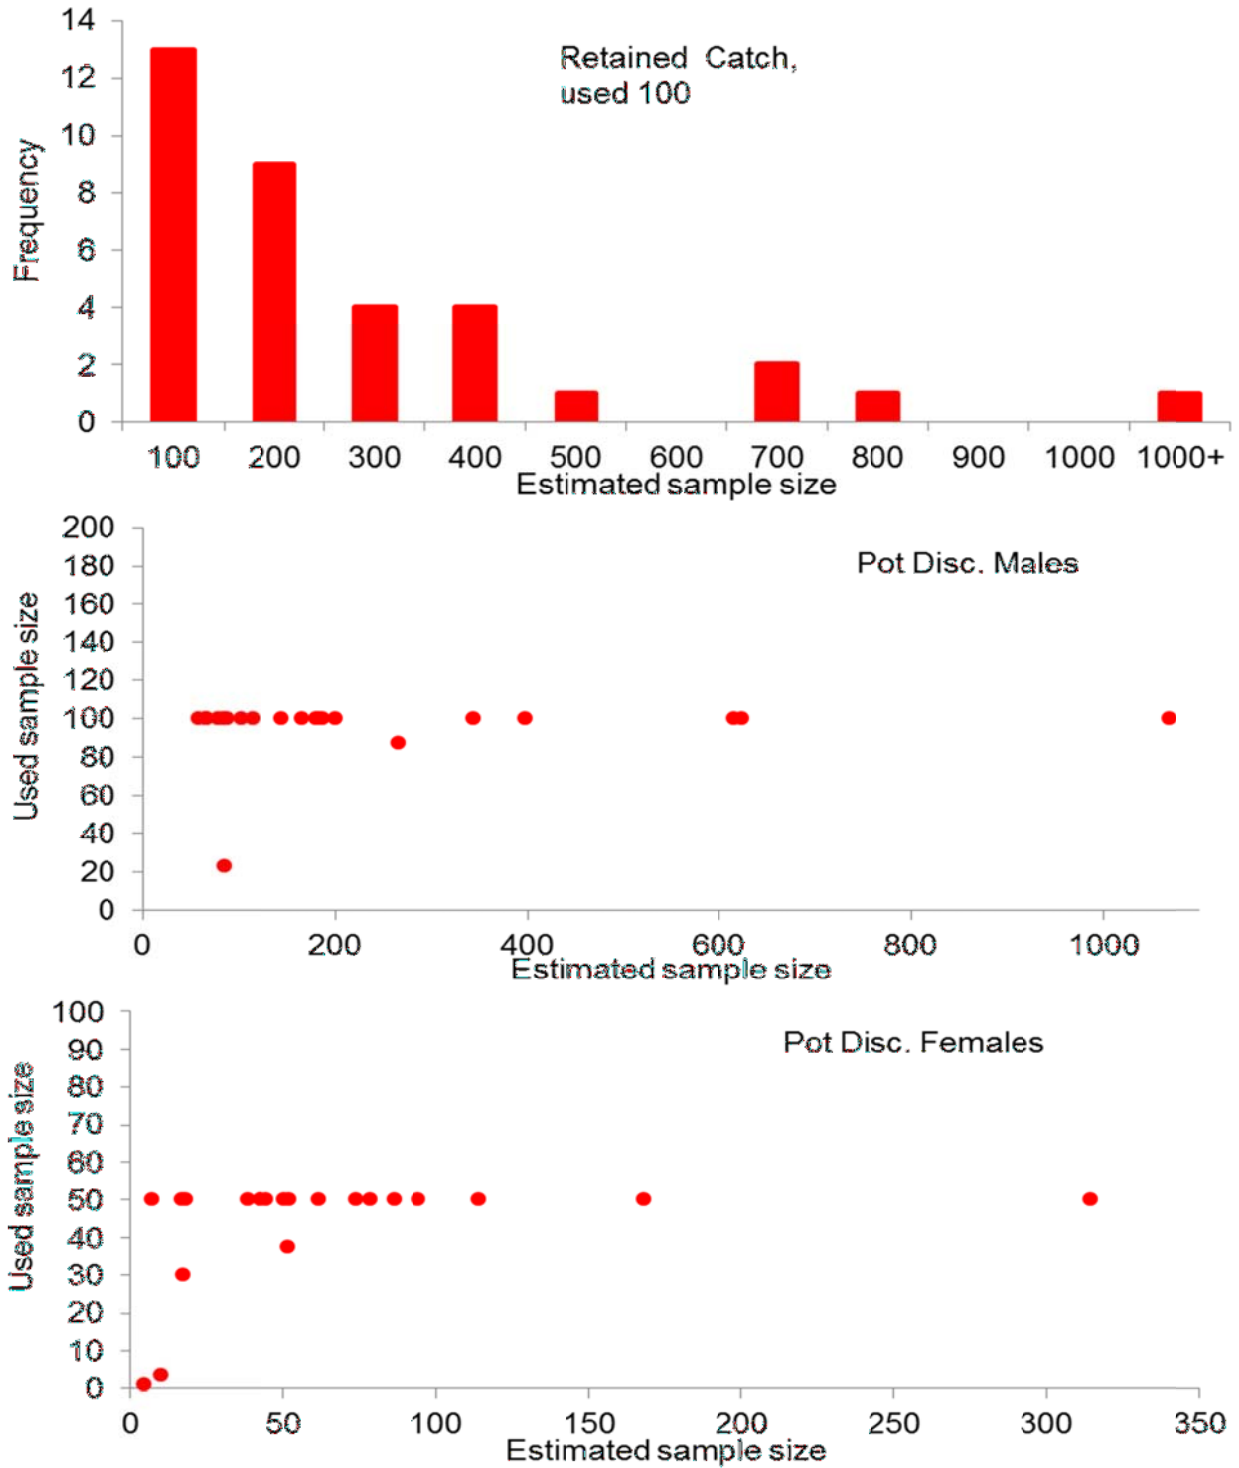 14
12
10
8
6
4
2
0
Frequency
Retained Catch,
used 100
100 200 300 400 500 600 700 800 900 1000 1000+
Estimated sample size
200
180
160
140
120
100
80
60
40
20
0
Used sample size
Pot Disc. Males
0 200 400 600 800 1000
Estimated sample size
100
90
80
70
60
50
40
30
20
10
0
Used sample size
Pot Disc. Females
0 50 100 150 200 250 300 350
Estimated sample size